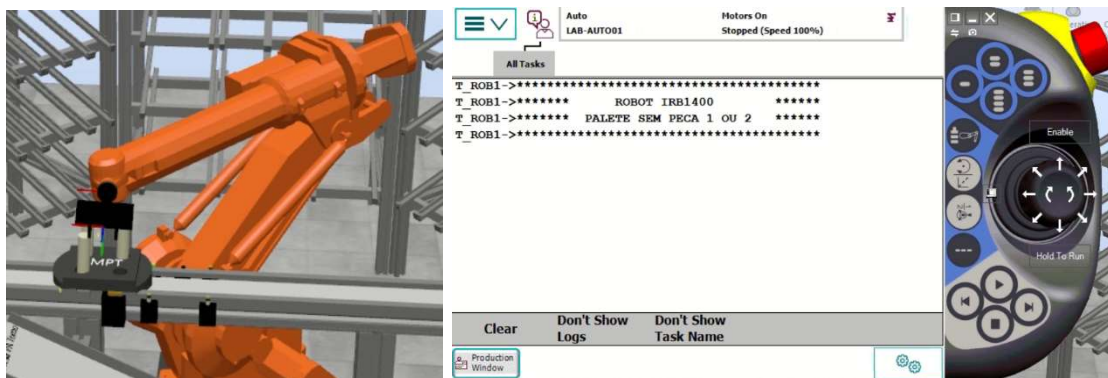 MPT
Auto
LAB-AUTO01
Motors On
Stopped (Speed 100%)
All Tasks
T_ROB1->******************************************
T_ROB1->******* ROBOT IRB1400 ******
T_ROB1->******* PALETE SEM PECA 1 OU 2 ******
T_ROB1->******************************************
Clear
Don't Show
Logs
Don't Show
Task Name
Production
Window
Enable
Hold To Run